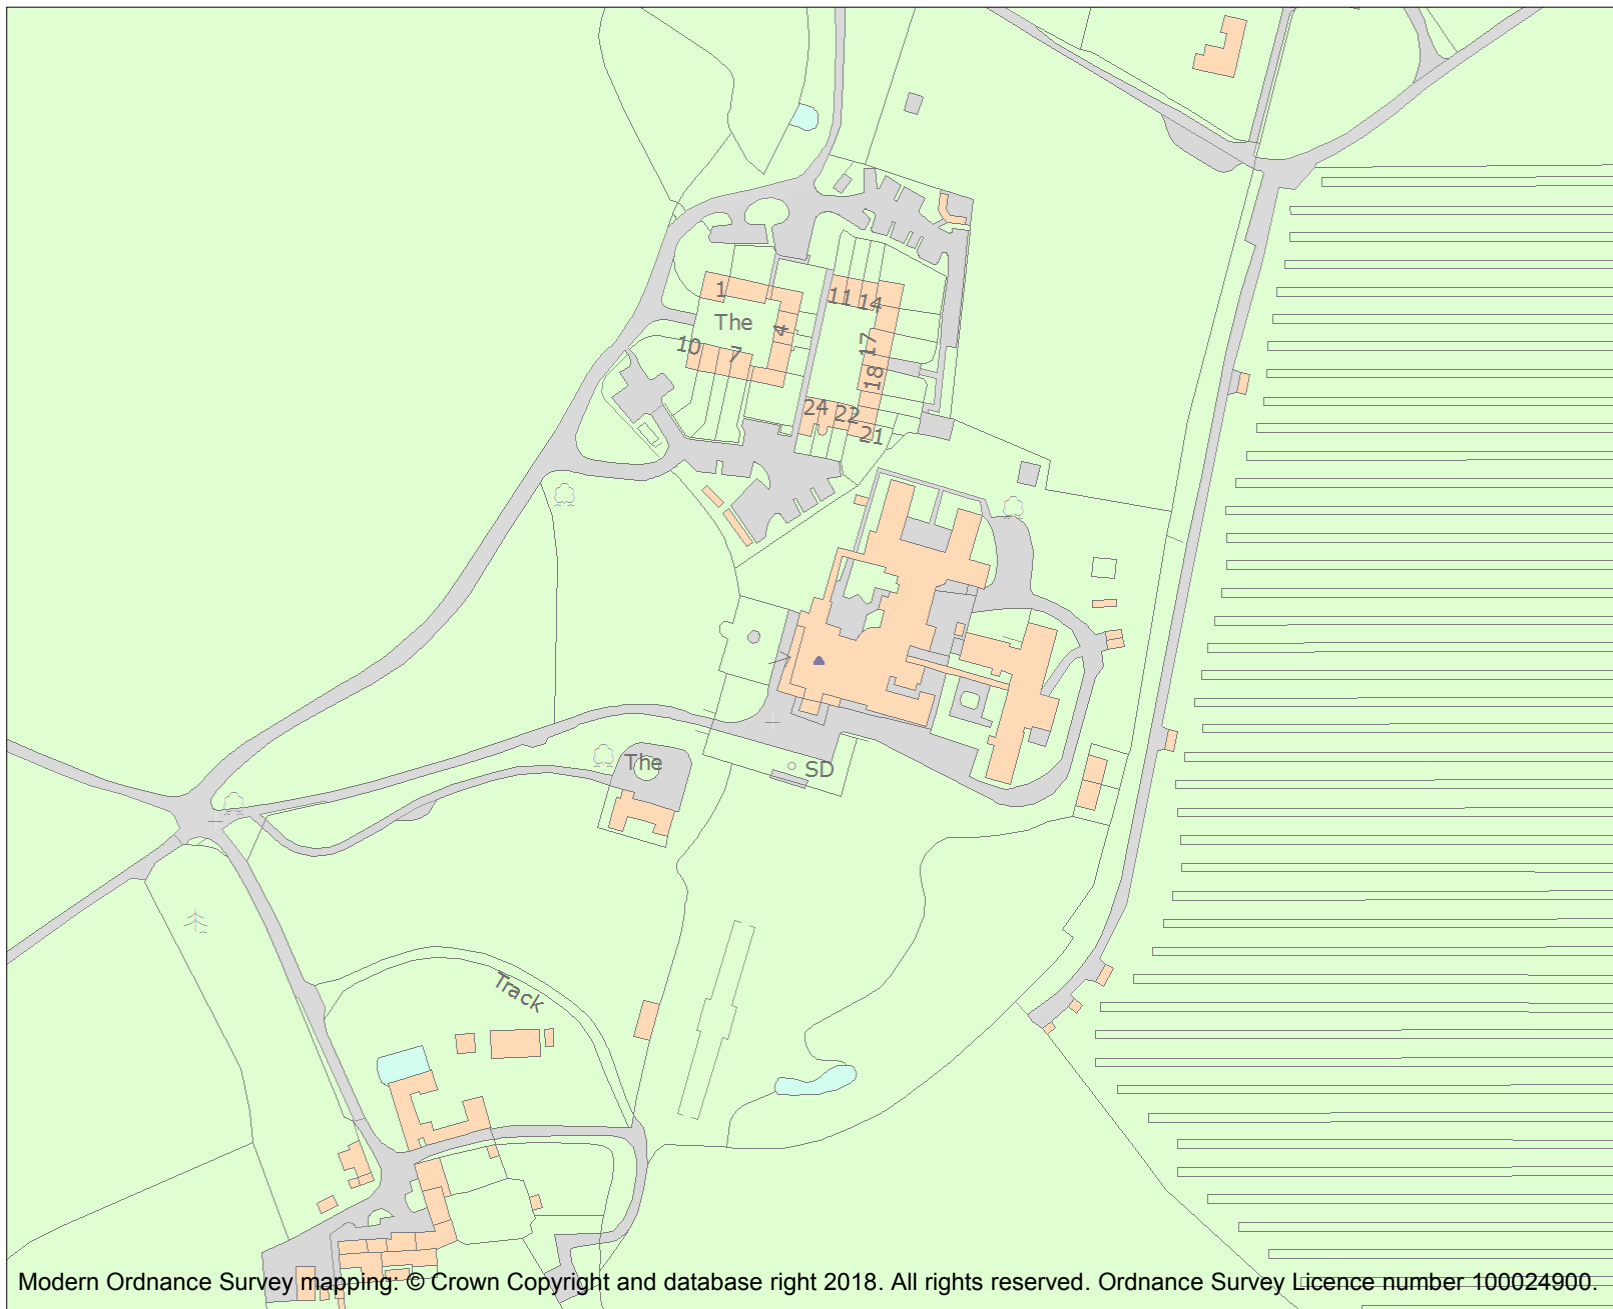 1
The
4
10
7
11
14
17
18
24
22
21
The
SD
Track
Modern Ordnance Survey mapping: © Crown Copyright and database right 2018. All rights reserved. Ordnance Survey Licence number 100024900.